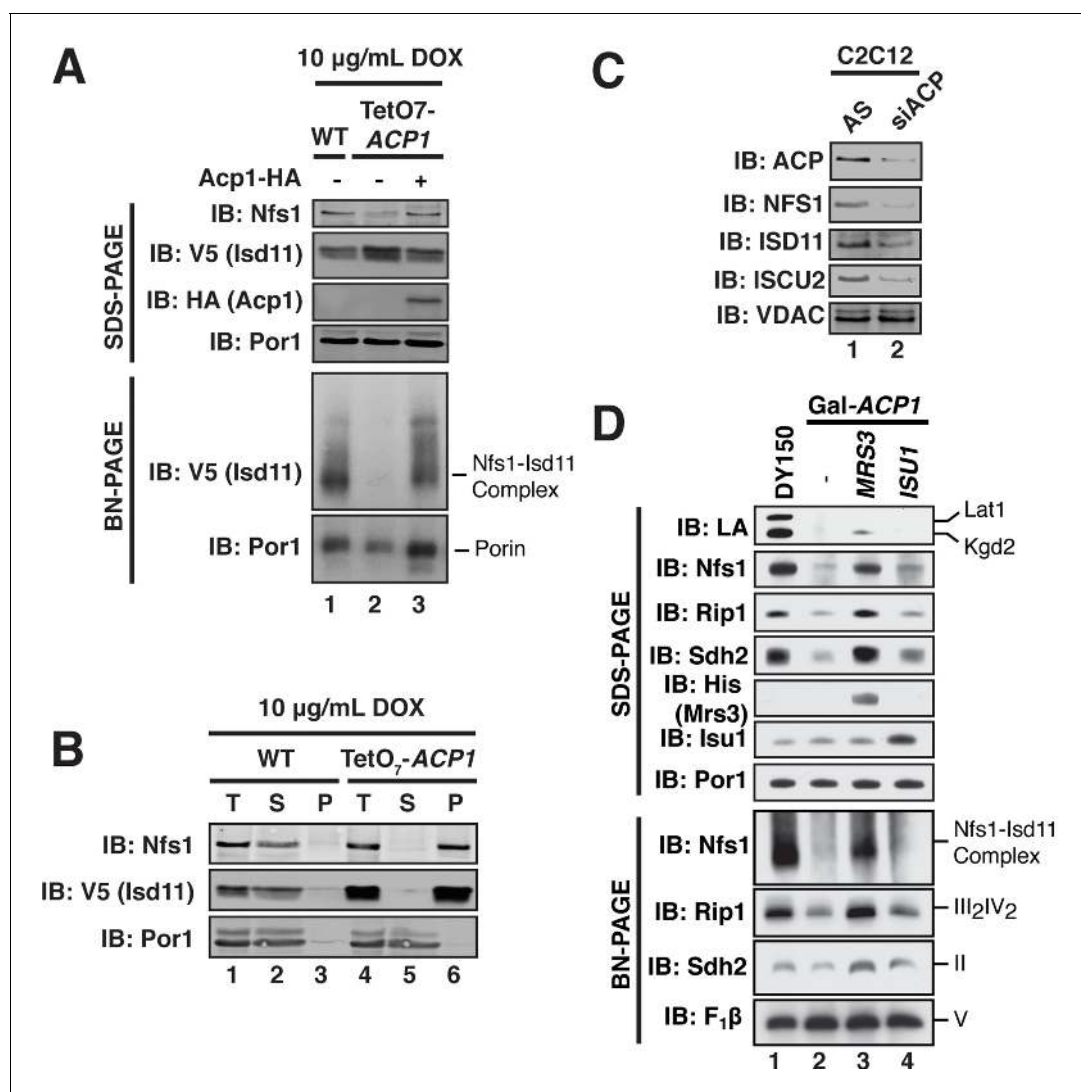 A
10 µg/mL DOX
WT
TetO7-
ACP1
Acp1-HA - - +
SDS-PAGE
IB: Nfs1
IB: V5 (Isd11)
IB: HA (Acp1)
IB: Por1
BN-PAGE
IB: V5 (Isd11)
Nfs1-Isd11
Complex
IB: Por1
Porin
1 2 3
B
10 µg/mL DOX
WT TetO7-ACP1
T S P T S P
IB: Nfs1
IB: V5 (Isd11)
IB: Por1
1 2 3 4 5 6
C
C2C12
AS siACP
IB: ACP
IB: NFS1
IB: ISD11
IB: ISCU2
IB: VDAC
1 2
D
Gal-ACP1
DY150 - MRS3 ISU1
SDS-PAGE
IB: LA
Lat1
Kgd2
IB: Nfs1
IB: Rip1
IB: Sdh2
IB: His
(Mrs3)
IB: Isu1
IB: Por1
BN-PAGE
IB: Nfs1
Nfs1-Isd11
Complex
IB: Rip1
III2IV2
IB: Sdh2
II
IB: F1β
V
1 2 3 4